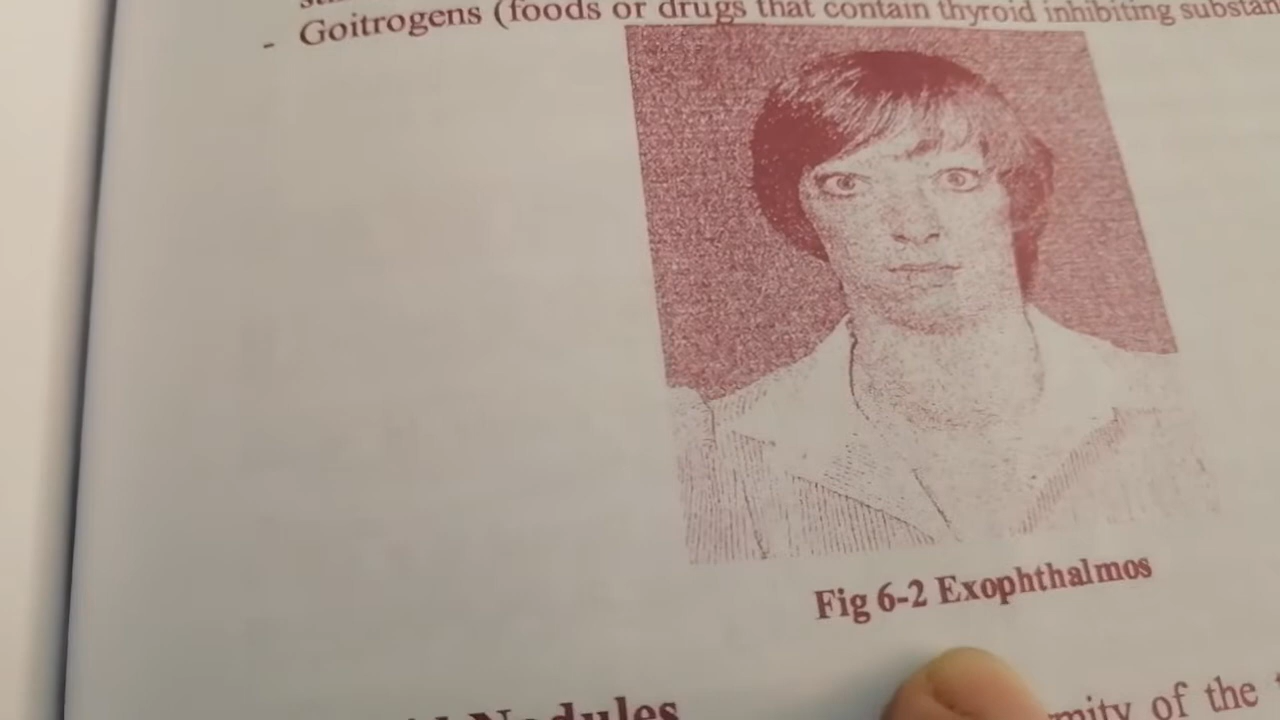 - Goitrogens (foods or drugs that contain thyroid inhibiting
Fig 6-2 Exophthalmos
Nodules
of the